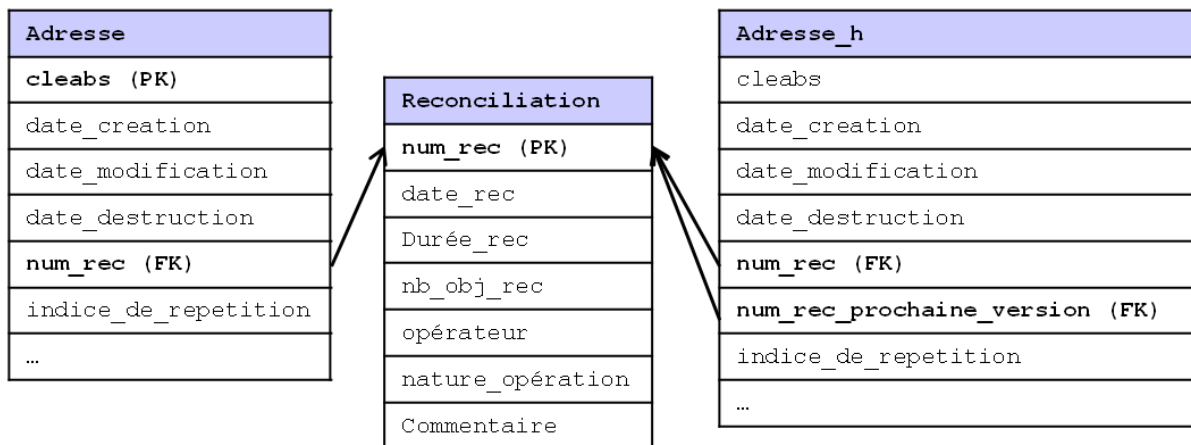 Adresse
cleabs (PK)
date_creation
date_modification
date_destruction
num_rec (FK)
indice_de_repetition
…
Reconciliation
num_rec (PK)
date_rec
Durée_rec
nb_obj_rec
opérateur
nature_opération
Commentaire
Adresse_h
cleabs
date_creation
date_modification
date_destruction
num_rec (FK)
num_rec_prochaine_version (FK)
indice_de_repetition
…